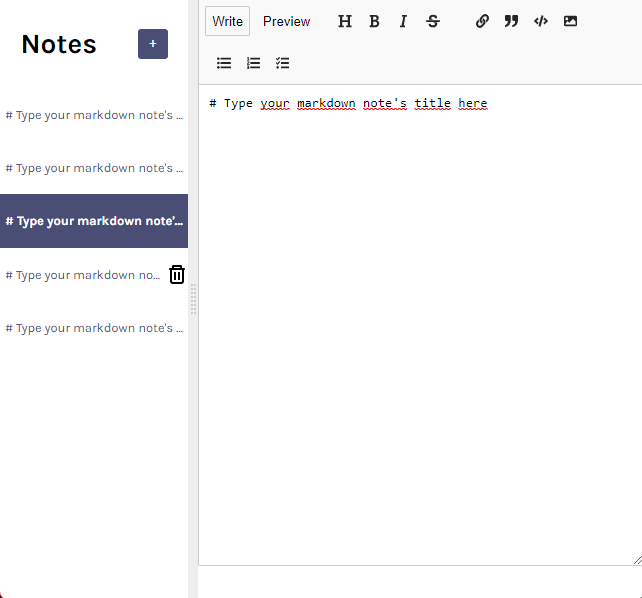 Notes
+
# Type your markdown note's ...
# Type your markdown note's ...
# Type your markdown note'...
# Type your markdown no...
# Type your markdown note's ...
Write Preview H B I S
# Type your markdown note's title here